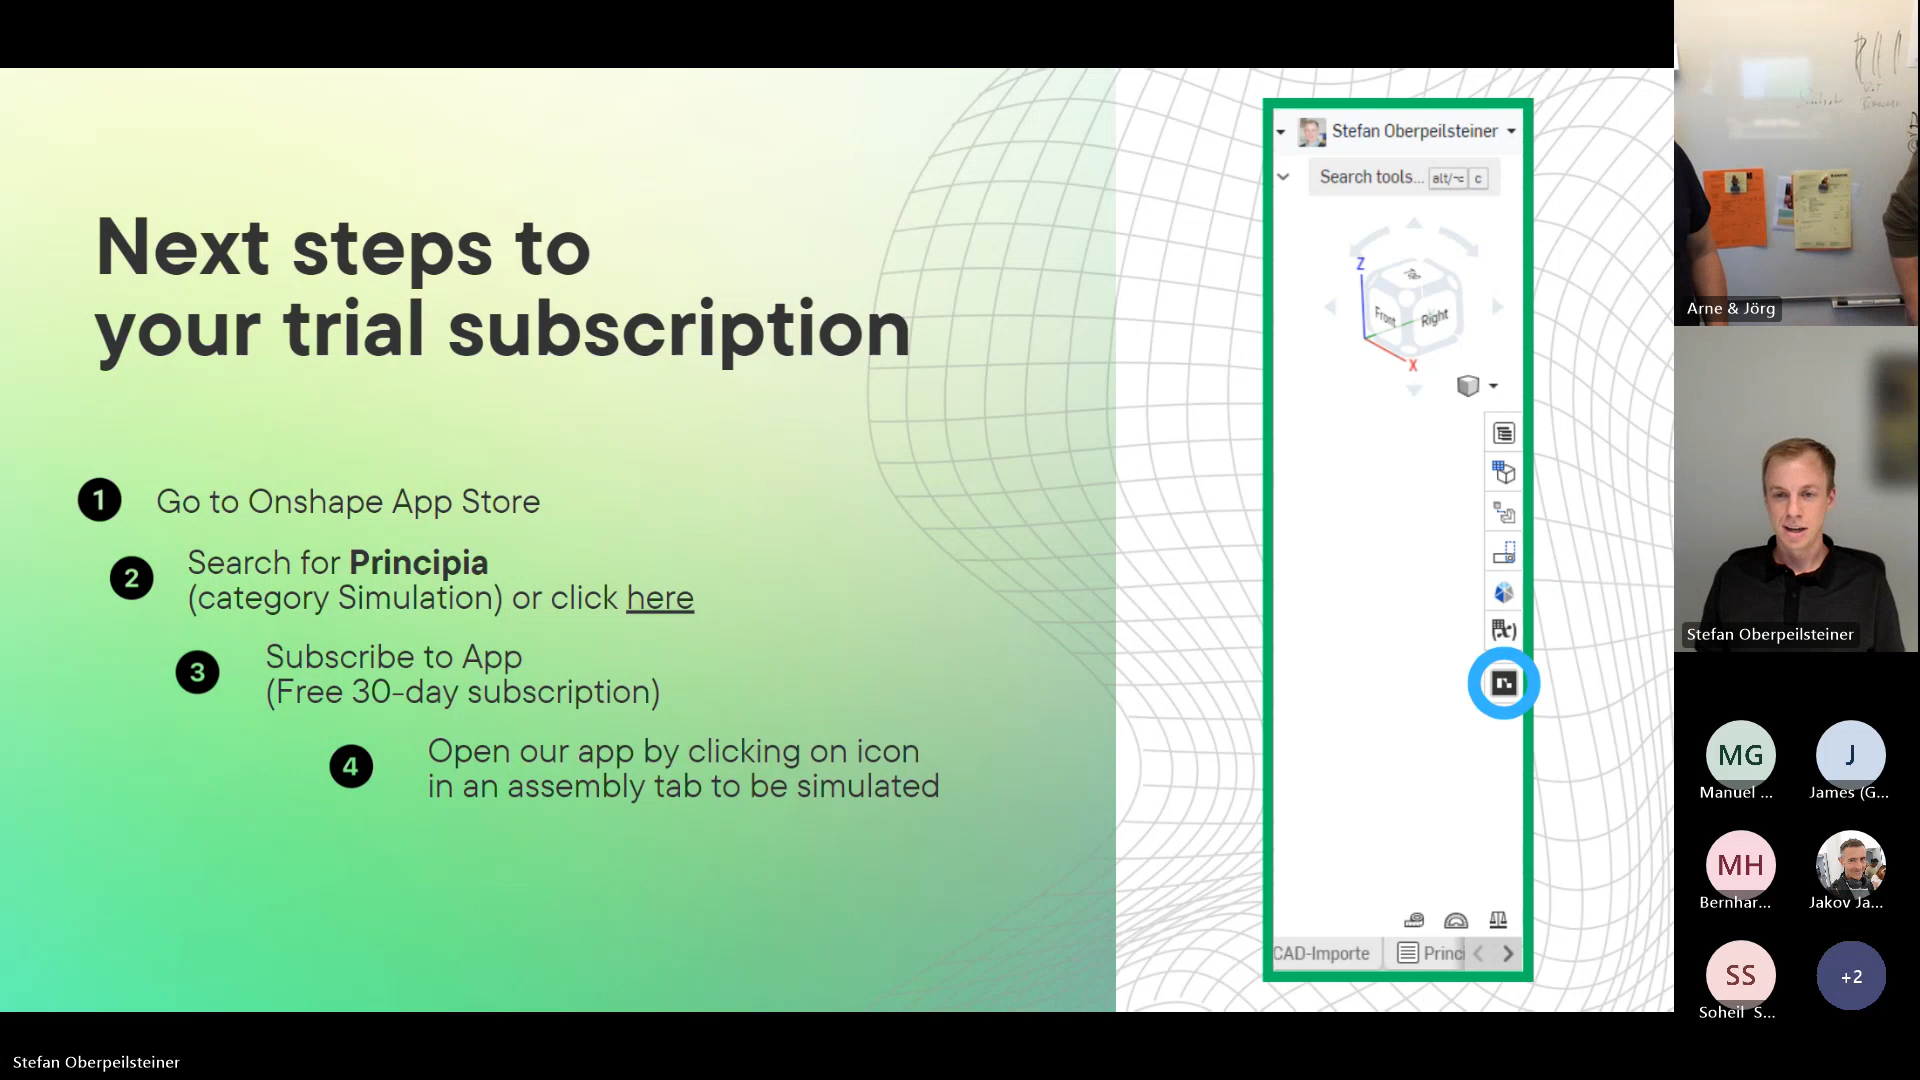 Next steps to
your trial subscription
1 Go to Onshape App Store
2 Search for Principia
(category Simulation) or click here
3 Subscribe to App
(Free 30-day subscription)
4 Open our app by clicking on icon
in an assembly tab to be simulated
Stefan Oberpeilsteiner
Search tools... alt/⌥ c
Z
Front
Right
X
(x)
CAD-Importe
Princi
Arne & Jörg
Stefan Oberpeilsteiner
MG
Manuel ...
J
James (G...
MH
Bernhar...
Jakov Ja...
SS
Soheil S...
+2
Stefan Oberpeilsteiner